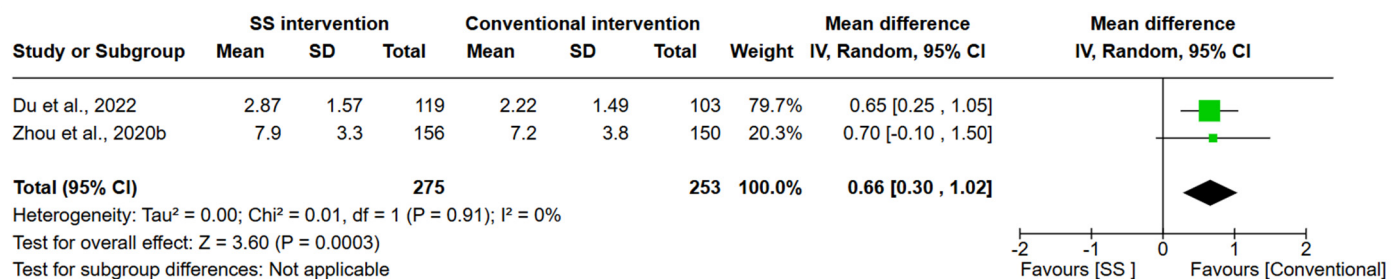 SS intervention Conventional intervention Mean difference Mean difference
Study or Subgroup Mean SD Total Mean SD Total Weight IV, Random, 95% CI IV, Random, 95% CI
Du et al., 2022 2.87 1.57 119 2.22 1.49 103 79.7% 0.65 [0.25 , 1.05]
Zhou et al., 2020b 7.9 3.3 156 7.2 3.8 150 20.3% 0.70 [-0.10 , 1.50]
Total (95% CI) 275 253 100.0% 0.66 [0.30 , 1.02]
Heterogeneity: Tau² = 0.00; Chi² = 0.01, df = 1 (P = 0.91); I² = 0%
Test for overall effect: Z = 3.60 (P = 0.0003)
-2 -1 0 1 2
Test for subgroup differences: Not applicable Favours [SS ] Favours [Conventional]